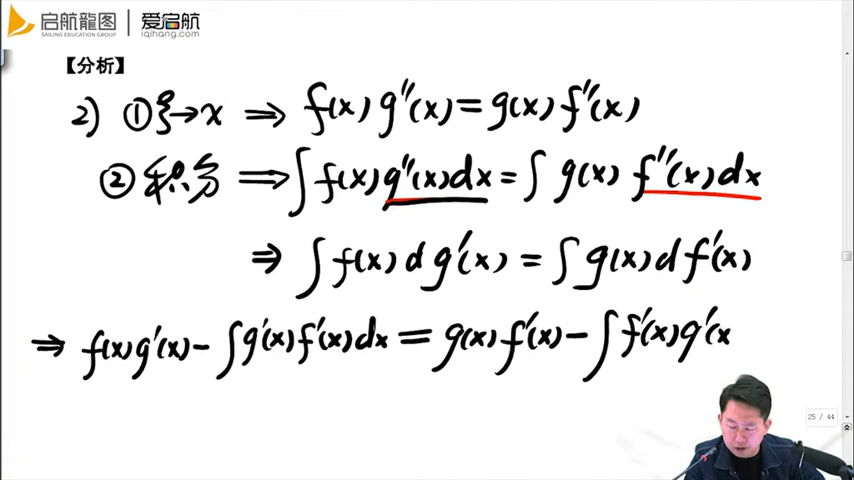 启航龍图 爱启航
SAILING EDUCATION GROUP iqihang.com
【分析】
2) ①ξ→x ⇒ f(x)g''(x)=g(x)f''(x)
②积分 ⇒∫f(x)g''(x)dx=∫g(x)f''(x)dx
⇒ ∫f(x)dg'(x)=∫g(x)df'(x)
⇒ f(x)g'(x)-∫g'(x)f'(x)dx=g(x)f'(x)-∫f'(x)g'(x
25 / 44